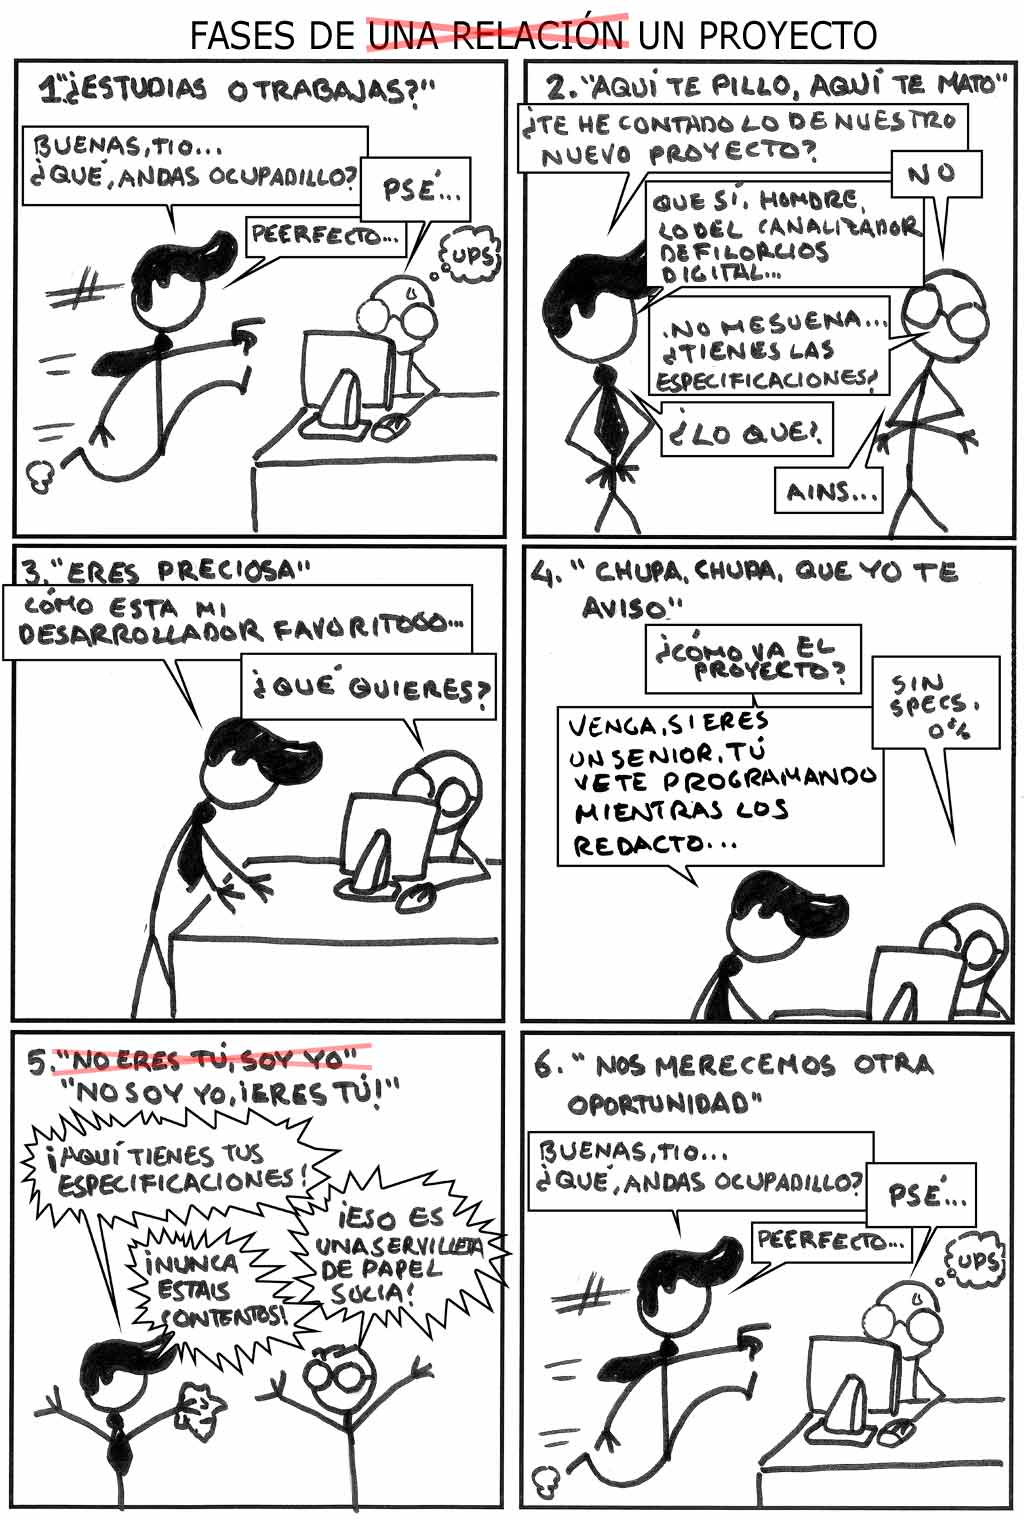 FASES DE UNA RELACIÓN UN PROYECTO
1."¿ESTUDIAS O TRABAJAS?"
BUENAS, TIO...
¿QUÉ, ANDAS OCUPADILLO?
PSÉ...
PEERFECTO...
UPS
2. "AQUÍ TE PILLO, AQUÍ TE MATO"
¿TE HE CONTADO LO DE NUESTRO
NUEVO PROYECTO?
NO
QUE SÍ, HOMBRE,
LO DEL CANALIZADOR
DE FILORCIOS
DIGITAL...
NO ME SUENA...
¿TIENES LAS
ESPECIFICACIONES?
¿LO QUE?
AINS...
3. "ERES PRECIOSA"
CÓMO ESTA MI
DESARROLLADOR FAVORITOOO...
¿QUÉ QUIERES?
4. "CHUPA, CHUPA, QUE YO TE
AVISO"
¿CÓMO VA EL
PROYECTO?
SIN
SPECS,
0%
VENGA, SI ERES
UN SENIOR, TÚ
VETE PROGRAMANDO
MIENTRAS LOS
REDACTO...
5. "NO ERES TÚ, SOY YO"
"NO SOY YO, ¡ERES TÚ!"
¡AQUÍ TIENES TUS
ESPECIFICACIONES!
¡ESO ES
UNA SERVILLETA
DE PAPEL
SUCIA!
¡NUNCA
ESTAIS
CONTENTOS!
6. "NOS MERECEMOS OTRA
OPORTUNIDAD"
BUENAS, TIO...
¿QUÉ, ANDAS OCUPADILLO?
PSÉ...
PEERFECTO...
UPS